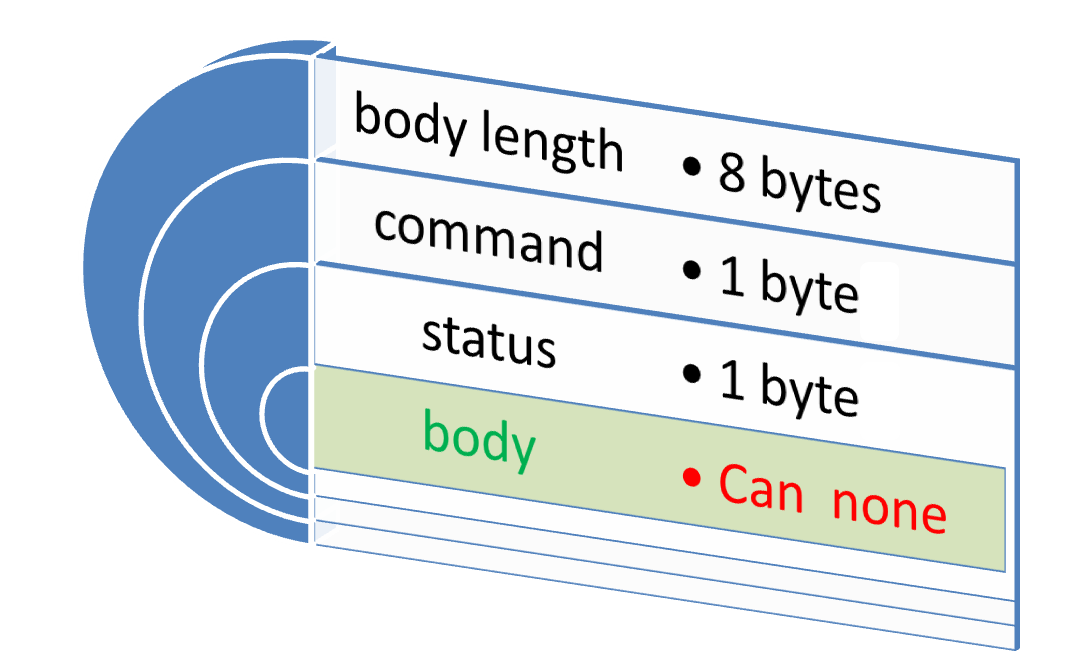 body length • 8 bytes
command • 1 byte
status • 1 byte
body • Can none